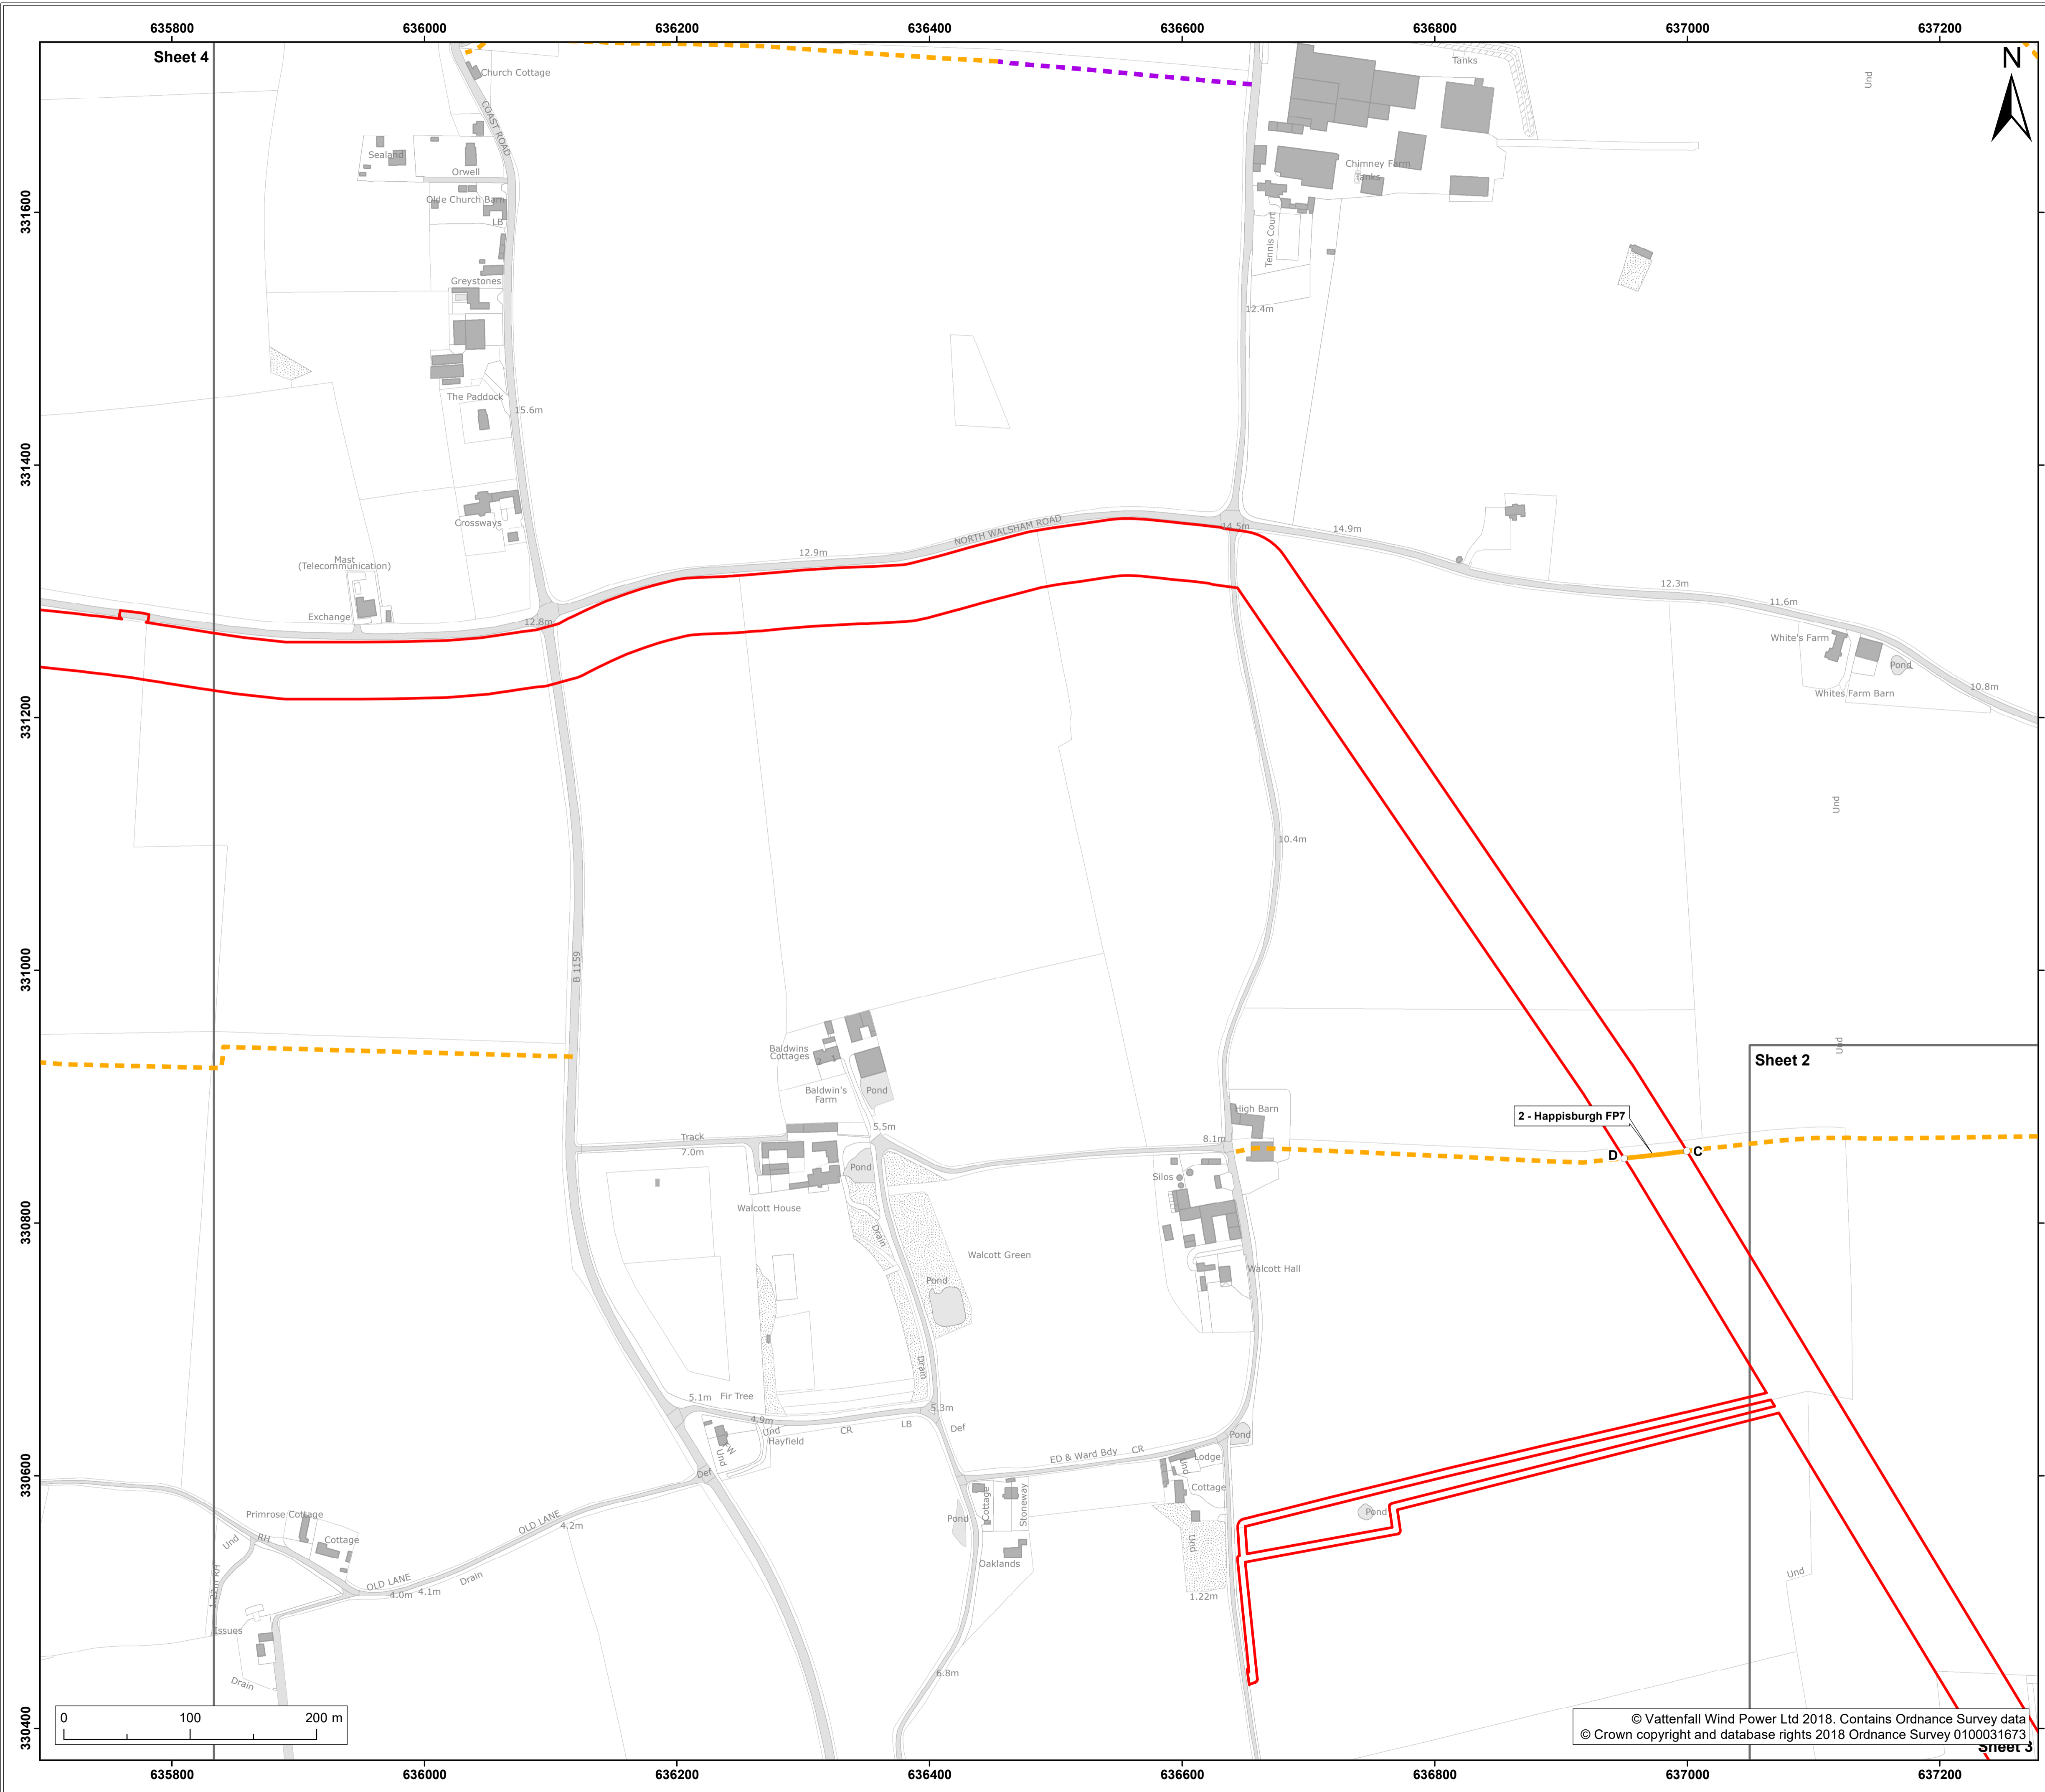 635800
636000
636200
636400
636600
636800
637000
637200
Sheet 4
N
Church Cottage
Tanks
Und
COAST ROAD
Sealand
Orwell
Chimney Farm
Tanks
331600
Olde Church Barn
LB
Tennis Court
Greystones
12.4m
The Paddock
15.6m
331400
Crossways
NORTH WALSHAM ROAD
14.5m
14.9m
12.9m
Mast
(Telecommunication)
12.3m
11.6m
Exchange
12.8m
White's Farm
Pond
Whites Farm Barn
10.8m
331200
Und
10.4m
331000
B 1159
Und
Sheet 2
Baldwins
Cottages
2
1
Baldwin's
Farm
Pond
High Barn
2 - Happisburgh FP7
5.5m
Track
7.0m
8.1m
D
C
Pond
Silos
Walcott House
330800
Drain
Walcott Green
Walcott Hall
Pond
Drain
5.1m
Fir Tree
4.9m
5.3m
Und
Hayfield
CR
LB
Def
TW
Und
Pond
ED & Ward Bdy
CR
Lodge
Und
330600
Def
Cottage
Cottage
Stoneway
Primrose Cottage
Pond
Pond
OLD LANE
4.2m
Und
RH
Cottage
Und
Oaklands
1.22m RH
OLD LANE
4.0m
4.1m
Drain
Und
1.22m
Issues
6.8m
Drain
0
100
200 m
330400
© Vattenfall Wind Power Ltd 2018. Contains Ordnance Survey data
© Crown copyright and database rights 2018 Ordnance Survey 0100031673
Sheet 3
635800
636000
636200
636400
636600
636800
637000
637200